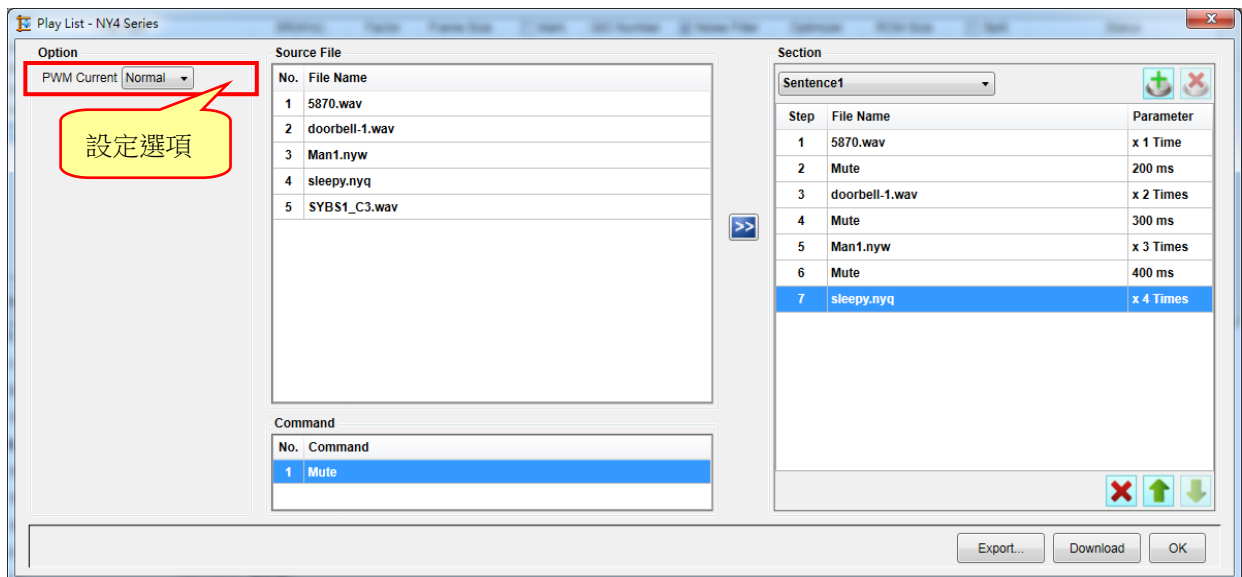 Play List - NY4 Series
Option
PWM Current Normal
設定選項
Source File
No. File Name
1 5870.wav
2 doorbell-1.wav
3 Man1.nyw
4 sleepy.nyq
5 SYBS1_C3.wav
Command
No. Command
1 Mute
>>
Section
Sentence1
Step File Name Parameter
1 5870.wav x 1 Time
2 Mute 200 ms
3 doorbell-1.wav x 2 Times
4 Mute 300 ms
5 Man1.nyw x 3 Times
6 Mute 400 ms
7 sleepy.nyq x 4 Times
Export... Download OK